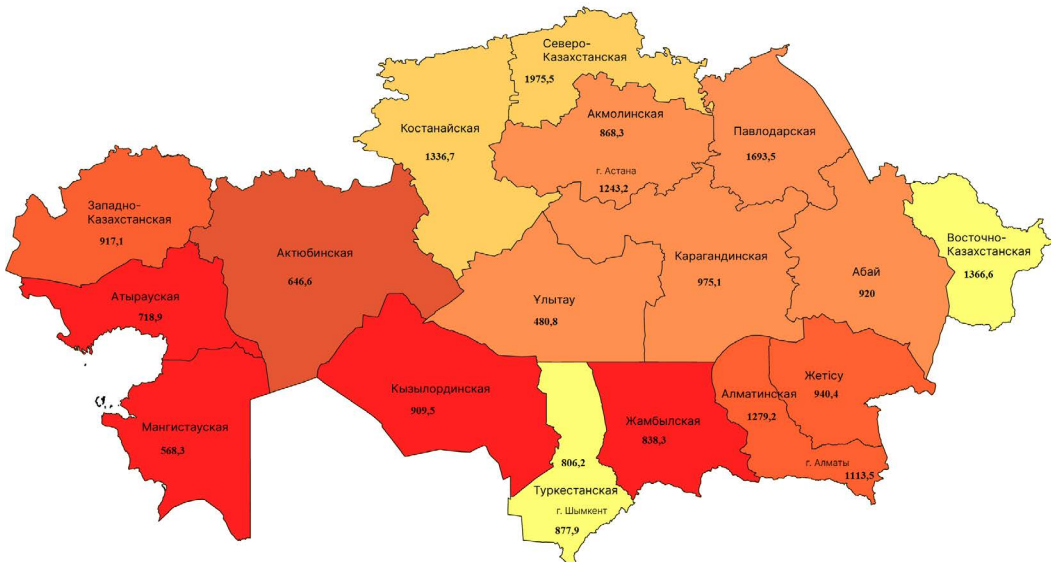 Северо-
Казахстанская
1975,5
Акмолинская
868,3
г. Астана
1243,2
Костанайская
1336,7
Павлодарская
1693,5
Западно-
Казахстанская
917,1
Актюбинская
646,6
Атырауская
718,9
Мангистауская
568,3
Ұлытау
480,8
Карагандинская
975,1
Абай
920
Восточно-
Казахстанская
1366,6
Кызылординская
909,5
806,2
Туркестанская
г. Шымкент
877,9
Жамбылская
838,3
Алматинская
1279,2
Жетісу
940,4
г. Алматы
1113,5